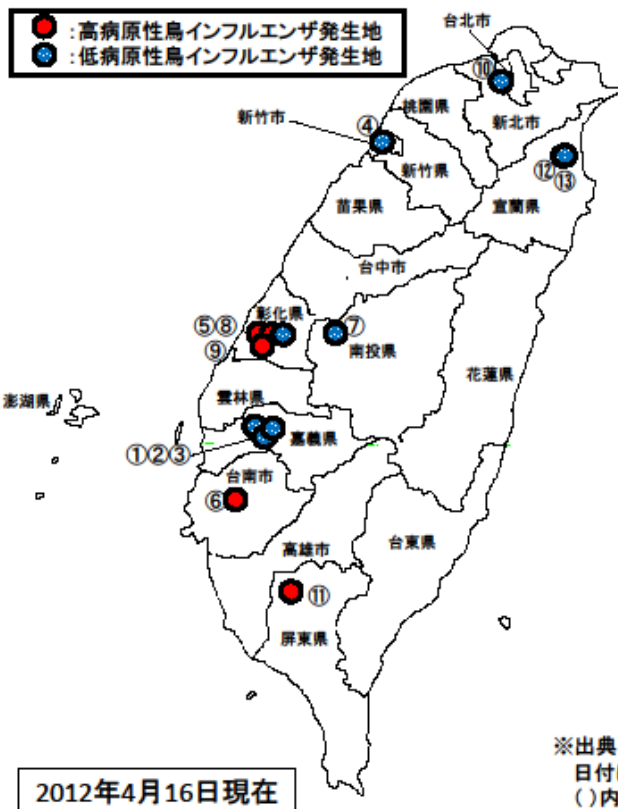 ：高病原性鳥インフルエンザ発生地
：低病原性鳥インフルエンザ発生地
台北市
⑩
桃園県
新北市
新竹市
④
新竹県
⑫
⑬
宜蘭県
苗栗県
台中市
彰化県
⑤⑧
⑨
⑦
南投県
花蓮県
澎湖県
雲林県
①②③
嘉義県
台南市
⑥
高雄市
台東県
⑪
屏東県
※出典
日付
（）内
2012年4月16日現在